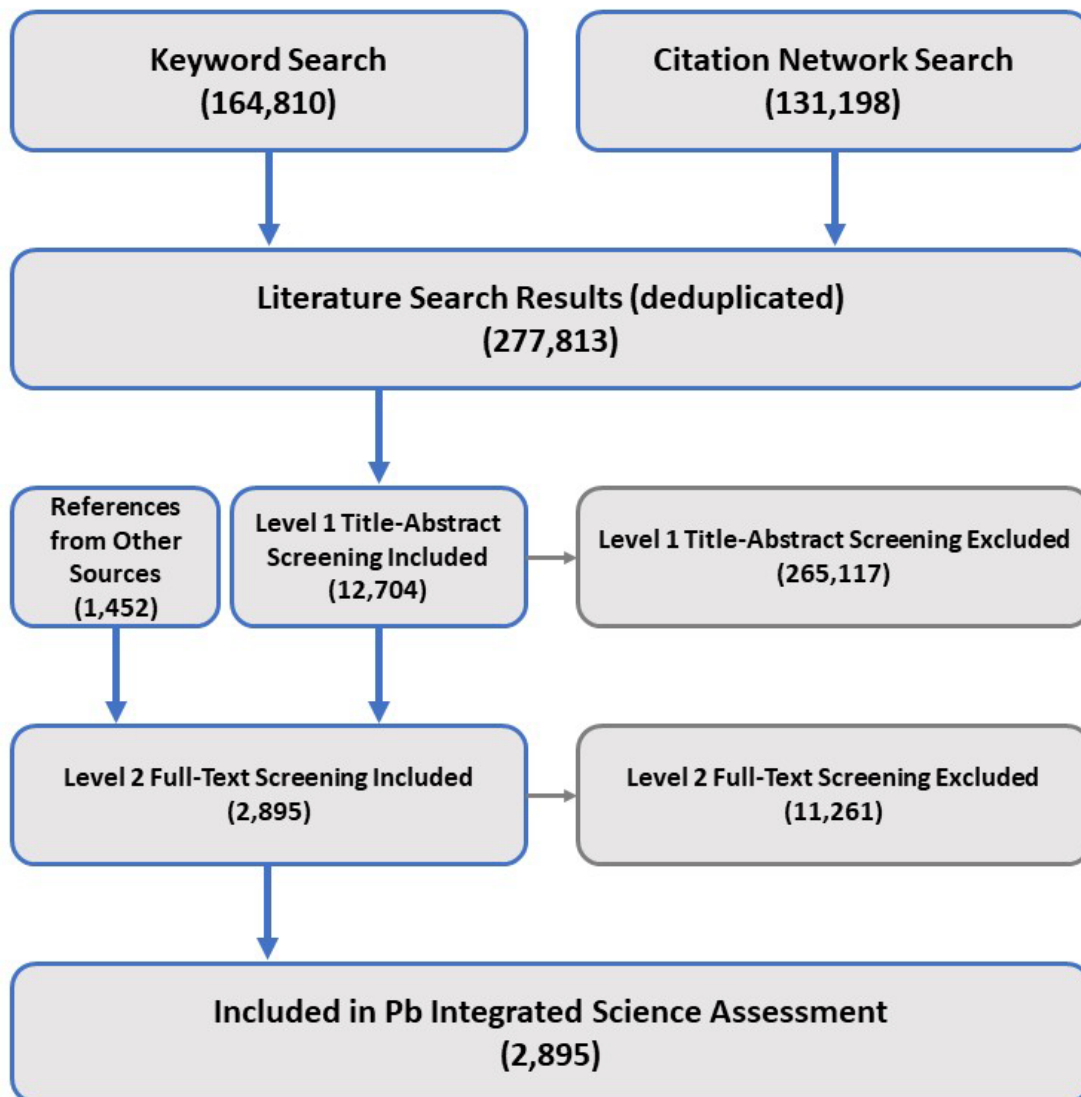 Keyword Search
(164,810)
Citation Network Search
(131,198)
Literature Search Results (deduplicated)
(277,813)
References
from Other
Sources
(1,452)
Level 1 Title-Abstract
Screening Included
(12,704)
Level 1 Title-Abstract Screening Excluded
(265,117)
Level 2 Full-Text Screening Included
(2,895)
Level 2 Full-Text Screening Excluded
(11,261)
Included in Pb Integrated Science Assessment
(2,895)